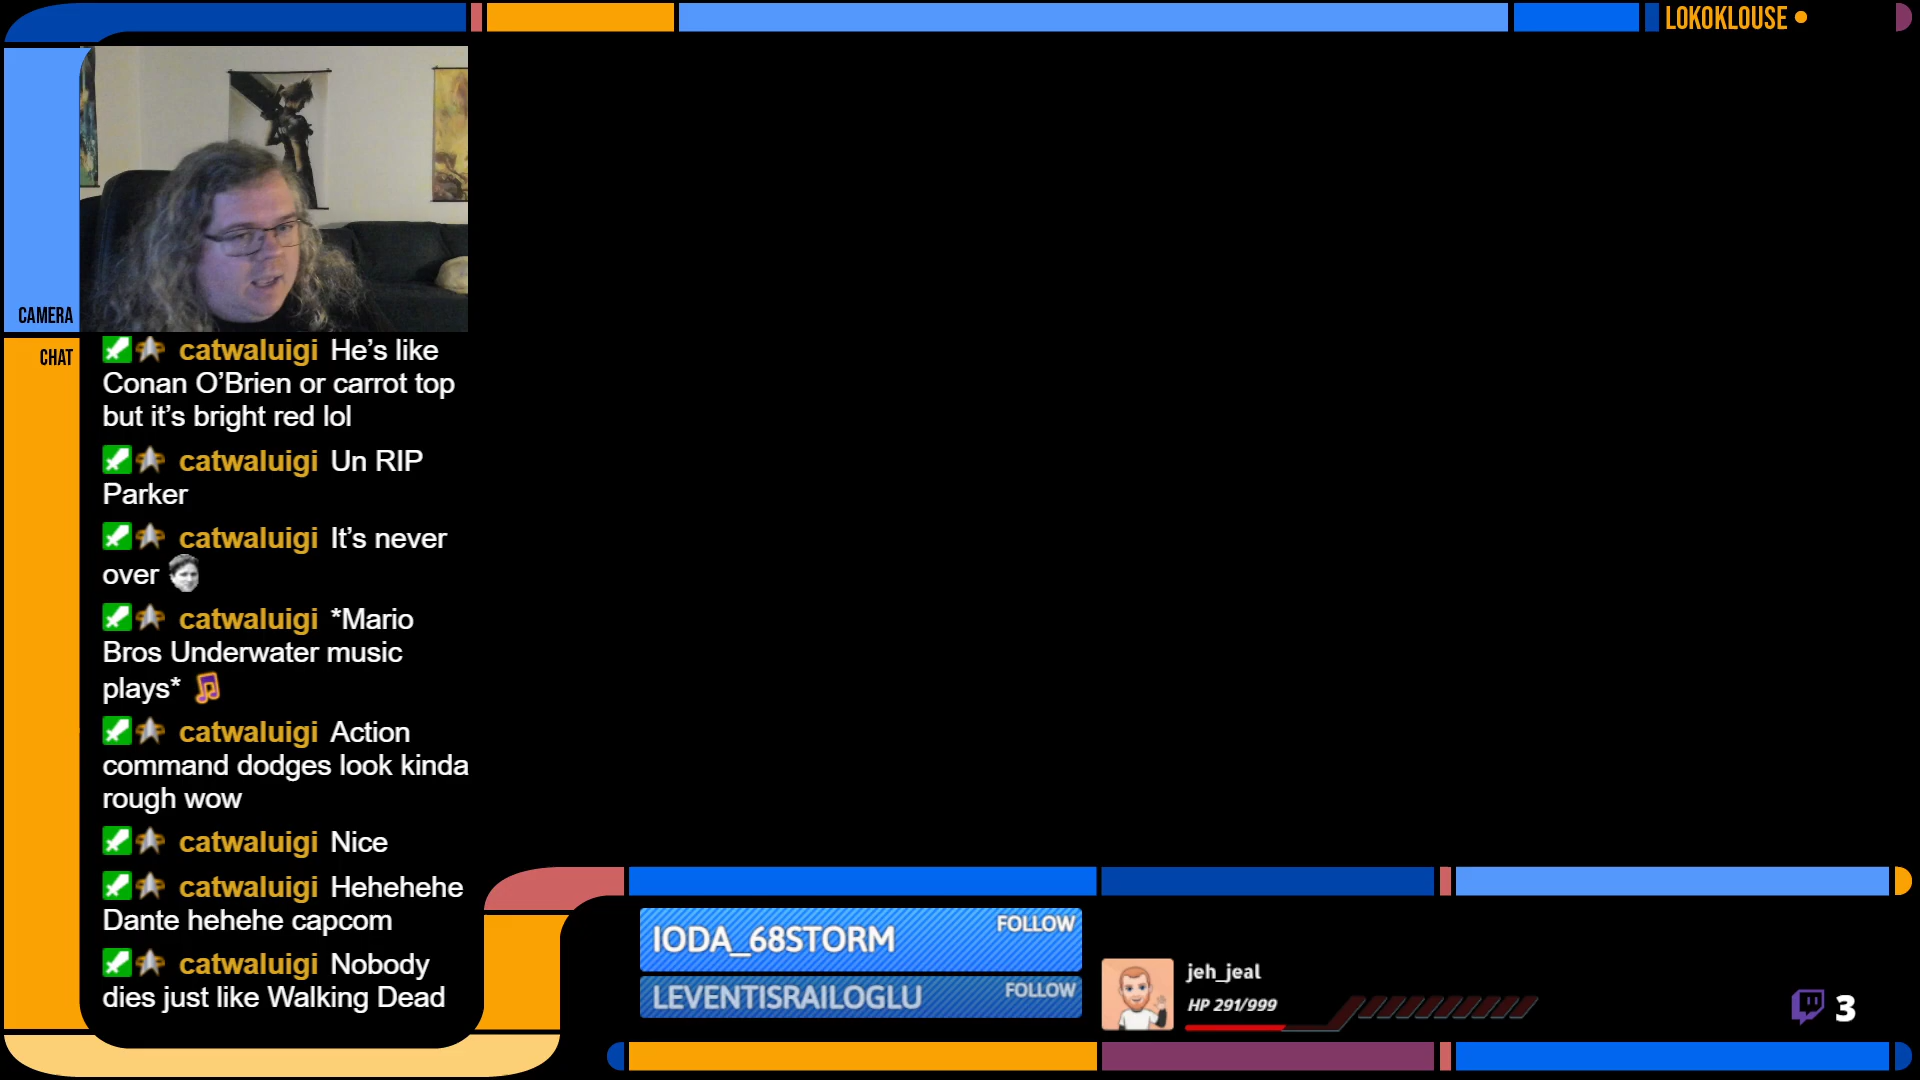 LOKOKLOUSE
CAMERA
CHAT
catwaluigi He’s like
Conan O’Brien or carrot top
but it’s bright red lol
catwaluigi Un RIP
Parker
catwaluigi It’s never
over
catwaluigi *Mario
Bros Underwater music
plays*
catwaluigi Action
command dodges look kinda
rough wow
catwaluigi Nice
catwaluigi Hehehehe
Dante hehehe capcom
catwaluigi Nobody
dies just like Walking Dead
IODA_68STORM FOLLOW
LEVENTISRAILOGLU FOLLOW
jeh_jeal
HP 291/999
3